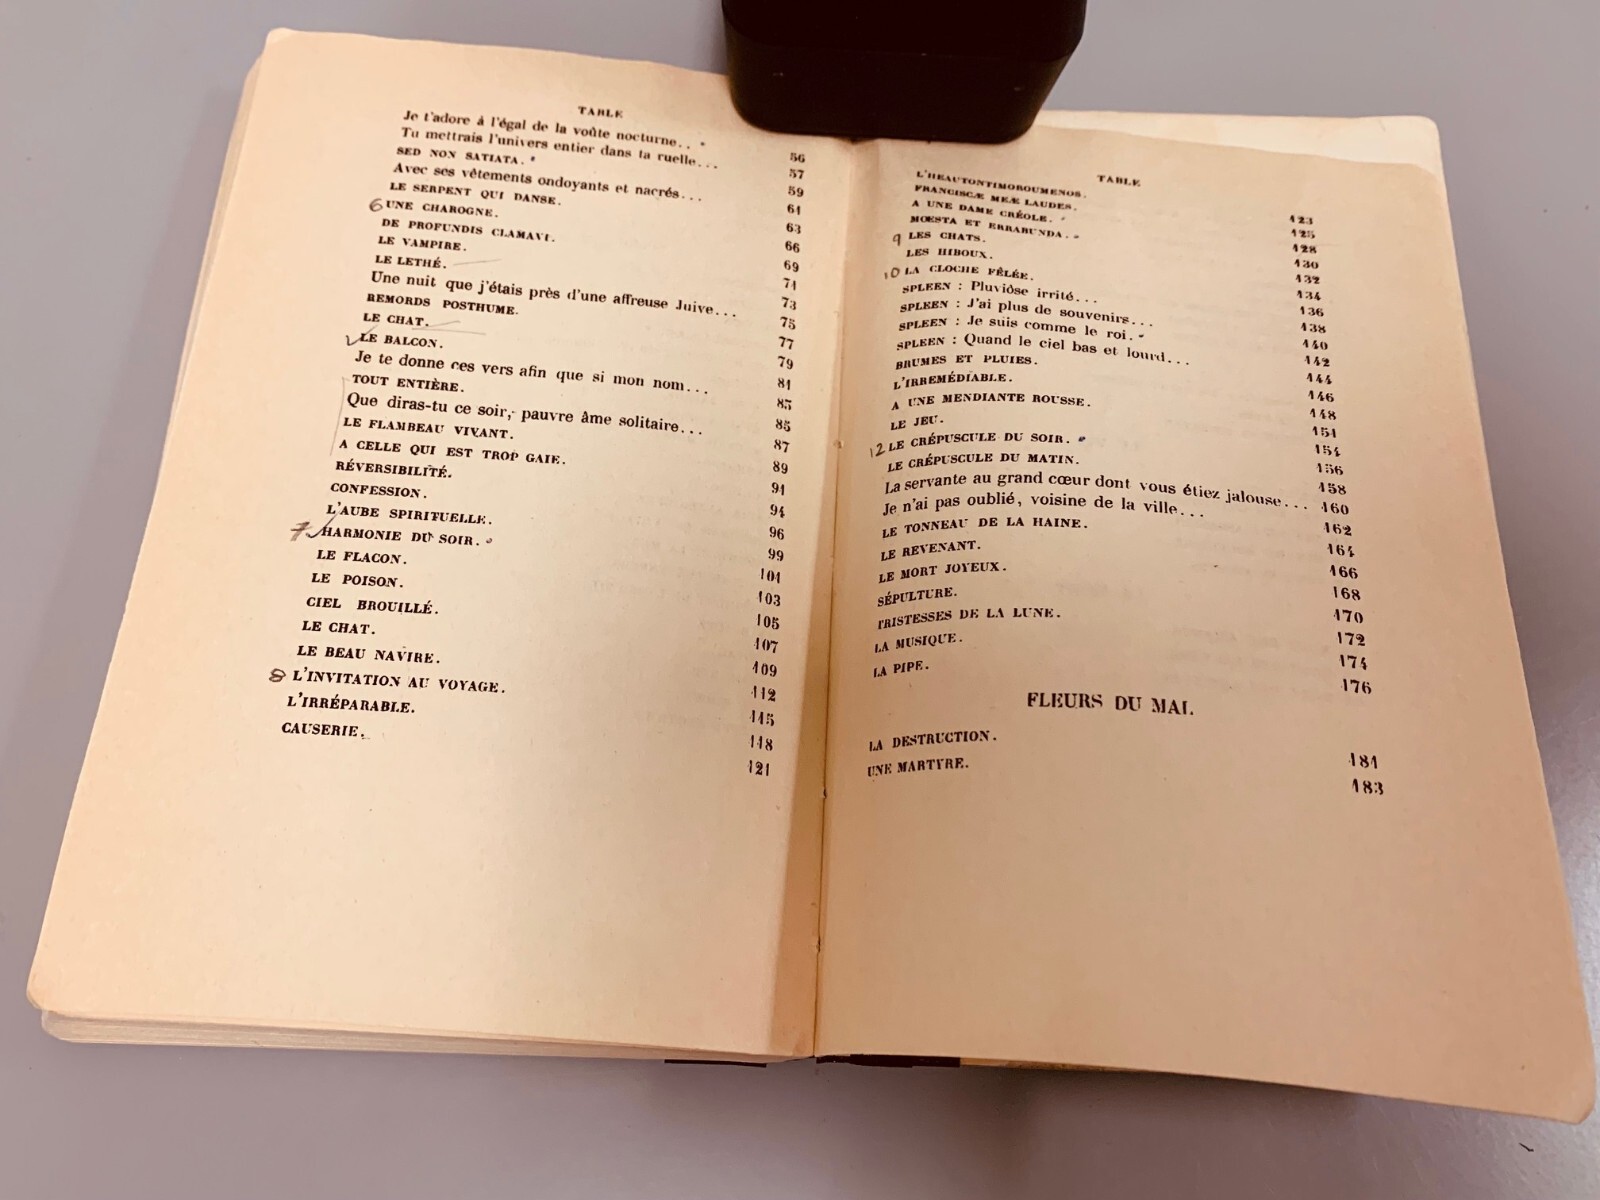 TABLE
Je t'adore à l'égal de la voûte nocturne.. 56
Tu mettrais l'univers entier dans ta ruelle... 57
SED NON SATIATA. 59
Avec ses vêtements ondoyants et nacrés... 61
LE SERPENT QUI DANSE. 63
6 UNE CHAROGNE. 66
DE PROFUNDIS CLAMAVI. 69
LE VAMPIRE. 71
LE LETHÉ. 73
Une nuit que j'étais près d'une affreuse Juive... 75
REMORDS POSTHUME. 77
LE CHAT. 79
✓ LE BALCON. 81
Je te donne ces vers afin que si mon nom... 83
TOUT ENTIÈRE. 85
Que diras-tu ce soir, pauvre âme solitaire... 87
LE FLAMBEAU VIVANT. 89
A CELLE QUI EST TROP GAIE. 91
RÉVERSIBILITÉ. 94
CONFESSION. 96
L'AUBE SPIRITUELLE. 99
7 ✓ HARMONIE DU SOIR. 101
LE FLACON. 103
LE POISON. 105
CIEL BROUILLÉ. 107
LE CHAT. 109
LE BEAU NAVIRE. 112
8 L'INVITATION AU VOYAGE. 115
L'IRRÉPARABLE. 118
CAUSERIE. 121
TABLE
L'HEAUTONTIMOROUMENOS. 123
FRANCISCÆ MEÆ LAUDES. 125
A UNE DAME CRÉOLE. 128
MŒSTA ET ERRABUNDA. 130
9 LES CHATS. 132
LES HIBOUX. 134
10 LA CLOCHE FÊLÉE. 136
SPLEEN : Pluviôse irrité... 138
SPLEEN : J'ai plus de souvenirs... 140
SPLEEN : Je suis comme le roi. 142
SPLEEN : Quand le ciel bas et lourd... 144
BRUMES ET PLUIES. 146
L'IRREMÉDIABLE. 148
A UNE MENDIANTE ROUSSE. 151
LE JEU. 154
12 LE CRÉPUSCULE DU SOIR. 156
LE CRÉPUSCULE DU MATIN. 158
La servante au grand cœur dont vous étiez jalouse... 160
Je n'ai pas oublié, voisine de la ville... 162
LE TONNEAU DE LA HAINE. 164
LE REVENANT. 166
LE MORT JOYEUX. 168
SÉPULTURE. 170
TRISTESSES DE LA LUNE. 172
LA MUSIQUE. 174
LA PIPE. 176
FLEURS DU MAL
LA DESTRUCTION. 181
UNE MARTYRE. 183